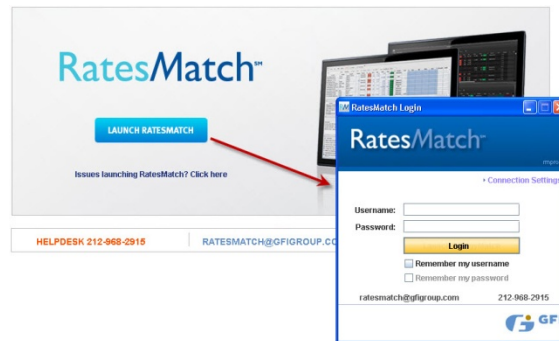 RatesMatch℠
LAUNCH RATESMATCH
Issues launching RatesMatch? Click here
HELPDESK 212-968-2915
RATESMATCH@GFIGROUP.CO
RatesMatch Login
RatesMatch
• Connection Settings
Username:
Password:
Login
Remember my username
Remember my password
ratesmatch@gfigroup.com 212-968-2915
GF